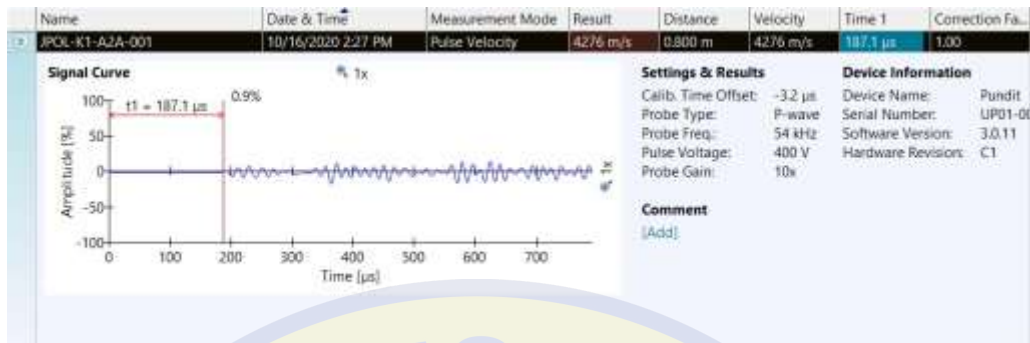 Name Date & Time Measurement Mode Result Distance Velocity Time 1 Correction Fa...
JPOL-K1-A2A-001 10/16/2020 2:27 PM Pulse Velocity 4276 m/s 0.800 m 4276 m/s 187.1 µs 1.00
Signal Curve
1x
t1 = 187.1 µs
0.9%
Amplitude [%]
100
50
0
-50
-100
1x
0 100 200 300 400 500 600 700
Time [µs]
Settings & Results
Calib. Time Offset: -3.2 µs
Probe Type: P-wave
Probe Freq.: 54 kHz
Pulse Voltage: 400 V
Probe Gain: 10x
Comment
[Add]
Device Information
Device Name: Pundit
Serial Number: UP01-00
Software Version: 3.0.11
Hardware Revision: C1